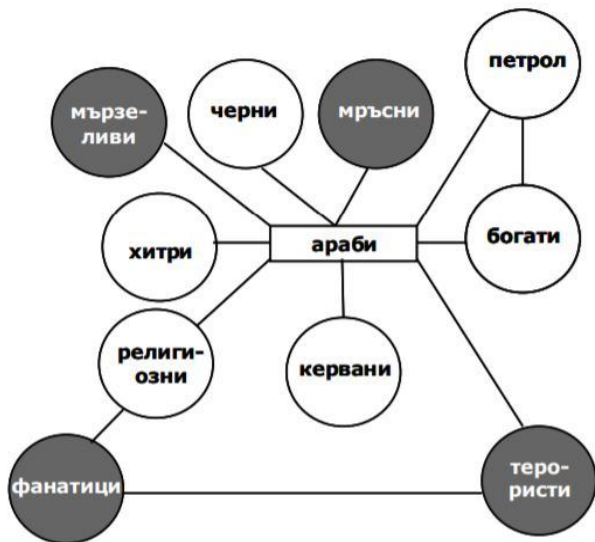 петрол
мързе-
ливи
черни
мръсни
хитри
араби
богати
религи-
озни
кервани
фанатици
теро-
ристи